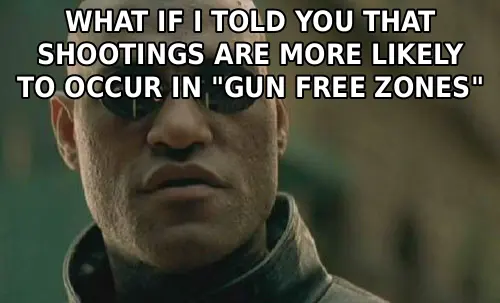 WHAT IF I TOLD YOU THAT
SHOOTINGS ARE MORE LIKELY
TO OCCUR IN "GUN FREE ZONES"